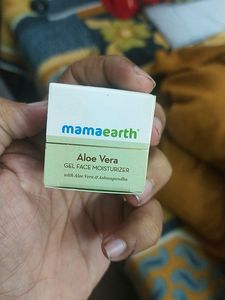 mamaearth
Aloe Vera
GEL FACE MOISTURIZER
with Aloe Vera & Ashwagandha